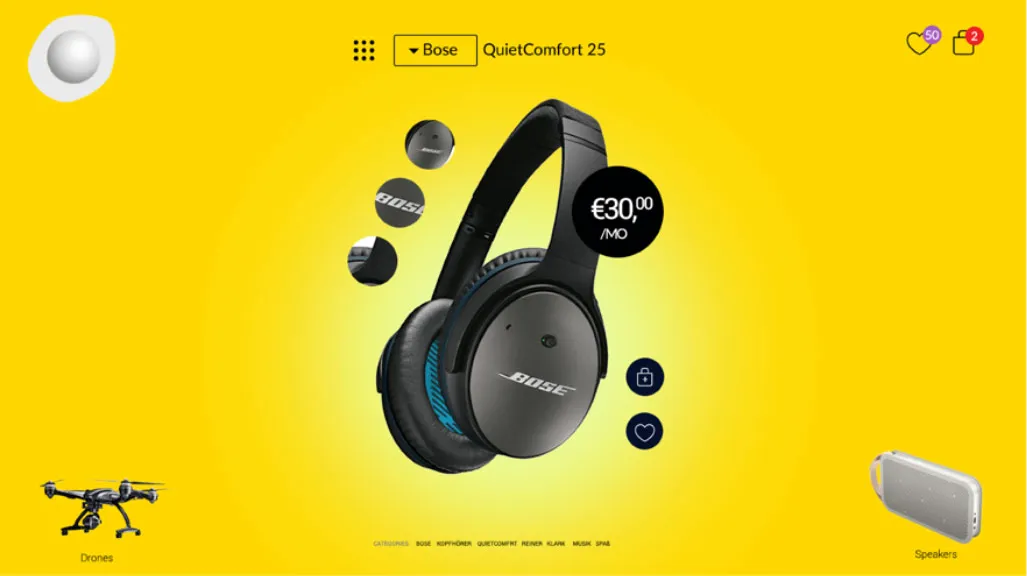 Bose QuietComfort 25
50
2
BOSE
€30,00
/MO
BOSE
Drones
CATEGORIES: BOSE KOPFHÖRER QUIETCOMFRT REINER KLANK MUSIK SPAß
Speakers